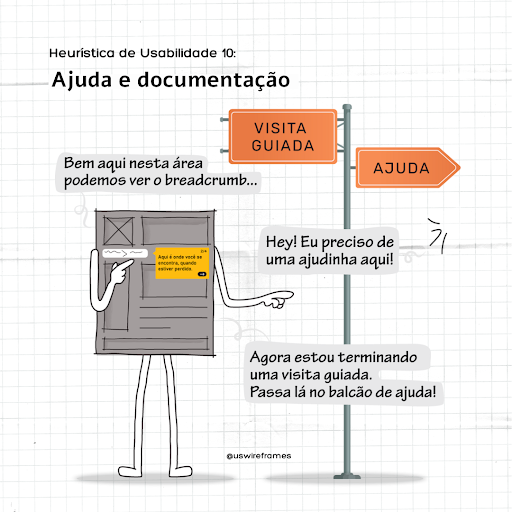 Heurística de Usabilidade 10:
Ajuda e documentação
VISITA
GUIADA
AJUDA
Bem aqui nesta área
podemos ver o breadcrumb...
Aqui é onde você se
encontra, quando
estiver perdido.
Hey! Eu preciso de
uma ajudinha aqui!
Agora estou terminando
uma visita guiada.
Passa lá no balcão de ajuda!
@uswireframes